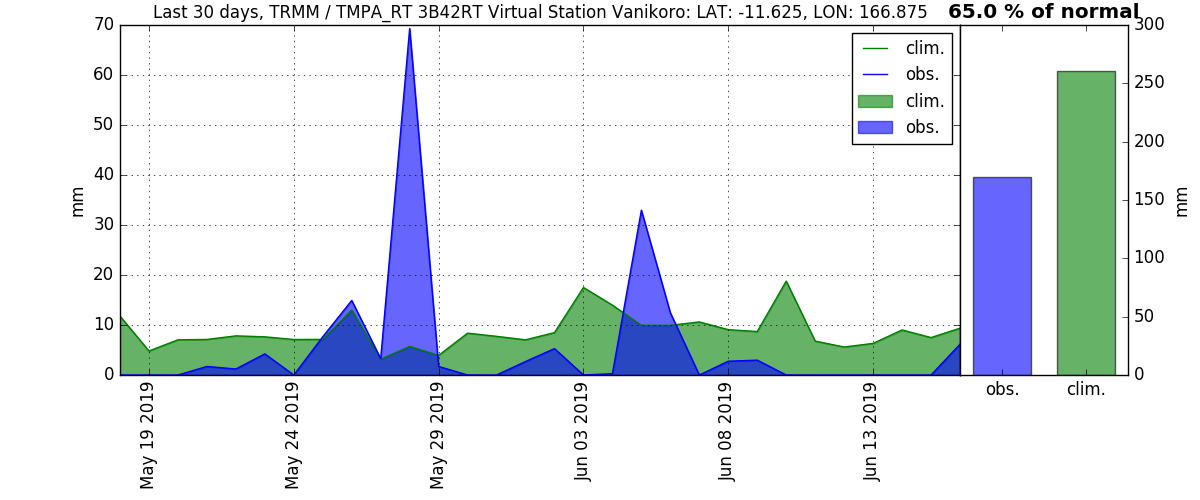 Last 30 days, TRMM / TMPA_RT 3B42RT Virtual Station Vanikoro: LAT: -11.625, LON: 166.875
65.0 % of normal
70
60
50
40
30
20
10
0
mm
clim.
obs.
clim.
obs.
May 19 2019
May 24 2019
May 29 2019
Jun 03 2019
Jun 08 2019
Jun 13 2019
300
250
200
150
100
50
0
mm
obs.
clim.